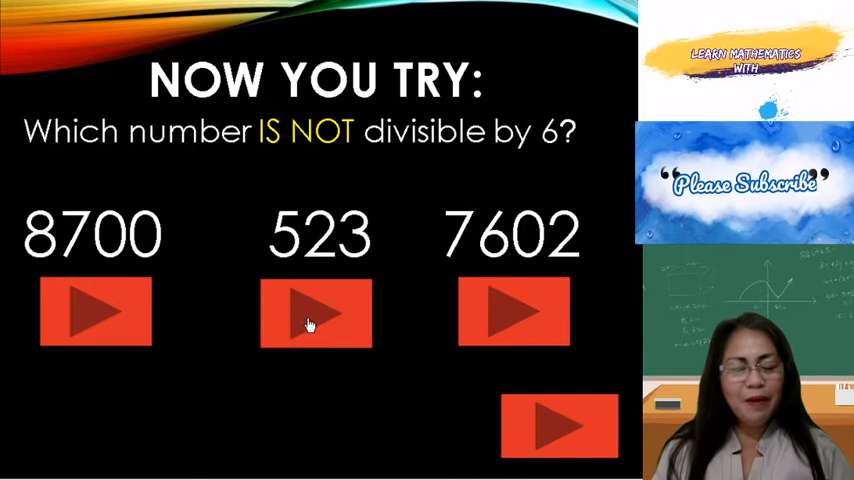 NOW YOU TRY:
Which number IS NOT divisible by 6?
8700 523 7602
LEARN MATHEMATICS
WITH
“Please Subscribe”